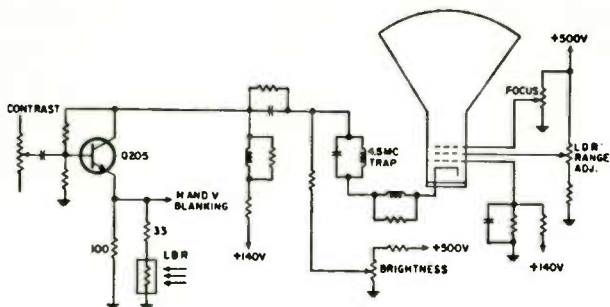 +500V
FOCUS
CONTRAST
Q205
4.5MC
TRAP
LDR'
RANGE
ADJ.
H AND V
BLANKING
33
100
LDR
+140V
+500V
BRIGHTNESS
+140V